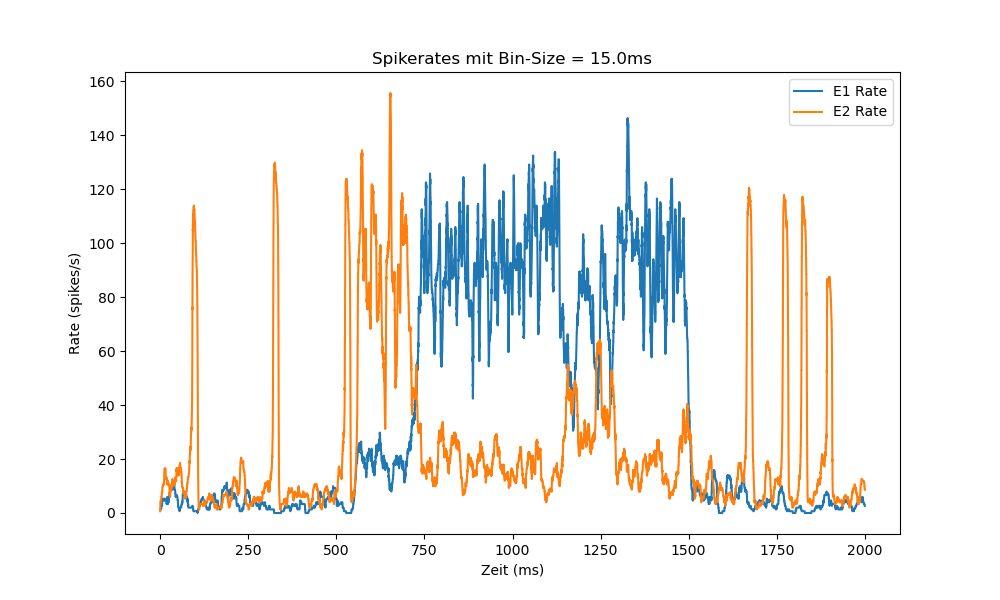 Spikerates mit Bin-Size = 15.0ms
E1 Rate
E2 Rate
Rate (spikes/s)
160
140
120
100
80
60
40
20
0
0 250 500 750 1000 1250 1500 1750 2000
Zeit (ms)